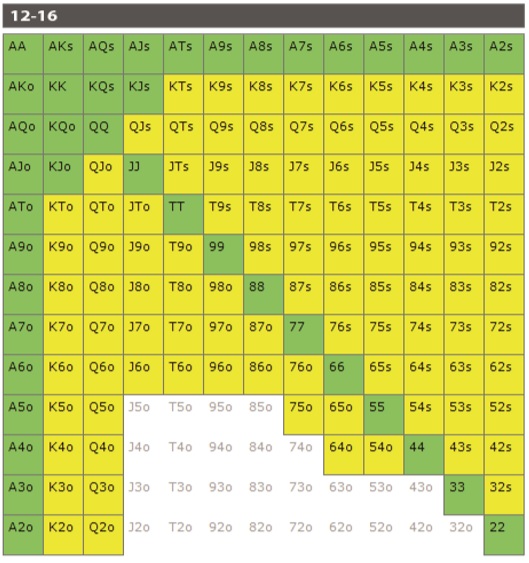 12-16
AA AKs AQs AJs ATs A9s A8s A7s A6s A5s A4s A3s A2s
AKo KK KQs KJs KTs K9s K8s K7s K6s K5s K4s K3s K2s
AQo KQo QQ QJs QTs Q9s Q8s Q7s Q6s Q5s Q4s Q3s Q2s
AJo KJo QJo JJ JTs J9s J8s J7s J6s J5s J4s J3s J2s
ATo KTo QTo JTo TT T9s T8s T7s T6s T5s T4s T3s T2s
A9o K9o Q9o J9o T9o 99 98s 97s 96s 95s 94s 93s 92s
A8o K8o Q8o J8o T8o 98o 88 87s 86s 85s 84s 83s 82s
A7o K7o Q7o J7o T7o 97o 87o 77 76s 75s 74s 73s 72s
A6o K6o Q6o J6o T6o 96o 86o 76o 66 65s 64s 63s 62s
A5o K5o Q5o J5o T5o 95o 85o 75o 65o 55 54s 53s 52s
A4o K4o Q4o J4o T4o 94o 84o 74o 64o 54o 44 43s 42s
A3o K3o Q3o J3o T3o 93o 83o 73o 63o 53o 43o 33 32s
A2o K2o Q2o J2o T2o 92o 82o 72o 62o 52o 42o 32o 22